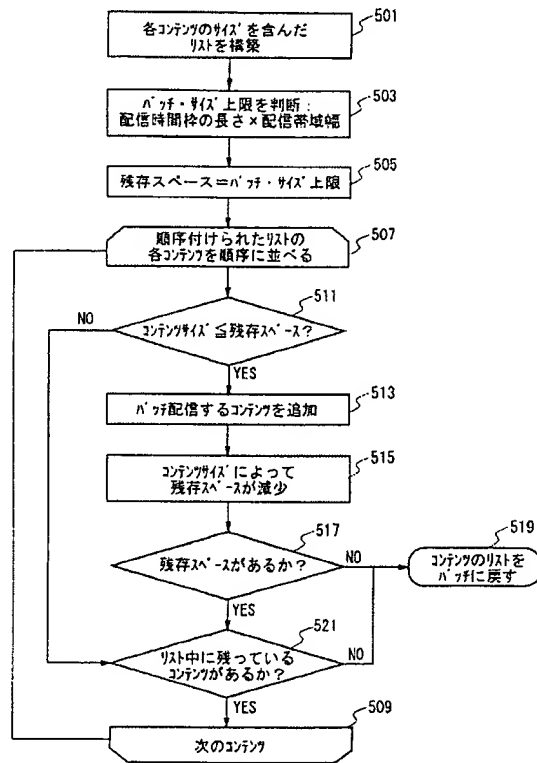 各ｺﾝﾃﾝﾂのｻｲｽﾞを含んだ
リストを構築
501
ﾊﾞｯﾁ・ｻｲｽﾞ上限を判断：
配信時間枠の長さ×配信帯域幅
503
残存スペース＝ﾊﾞｯﾁ・ｻｲｽﾞ上限
505
順序付けられたリストの
各ｺﾝﾃﾝﾂを順序に並べる
507
511
NO
ｺﾝﾃﾝﾂｻｲｽﾞ≦残存ｽﾍﾟｰｽ?
YES
513
ﾊﾞｯﾁ配信するｺﾝﾃﾝﾂを追加
515
ｺﾝﾃﾝﾂｻｲｽﾞによって
残存ｽﾍﾟｰｽが減少
517
残存ｽﾍﾟｰｽがあるか?
NO
519
ｺﾝﾃﾝﾂのﾘｽﾄを
ﾊﾞｯﾁに戻す
YES
521
ﾘｽﾄ中に残っている
ｺﾝﾃﾝﾂがあるか?
NO
YES
509
次のｺﾝﾃﾝﾂ